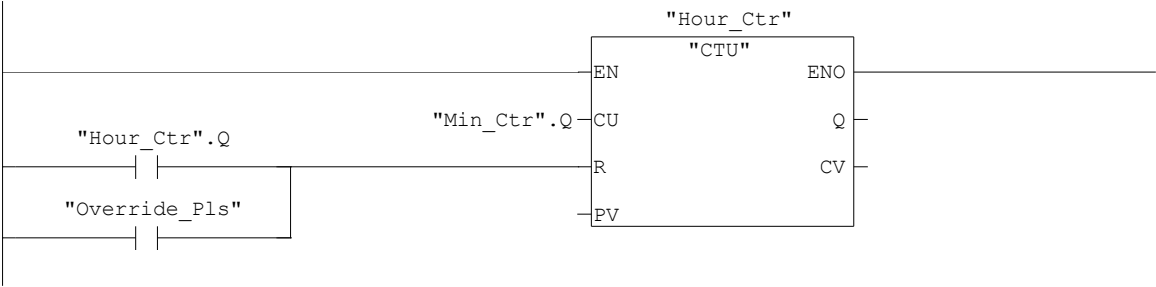 "Hour_Ctr"
"CTU"
EN ENO
"Min_Ctr".Q CU Q
"Hour_Ctr".Q
R CV
"Override_Pls"
PV